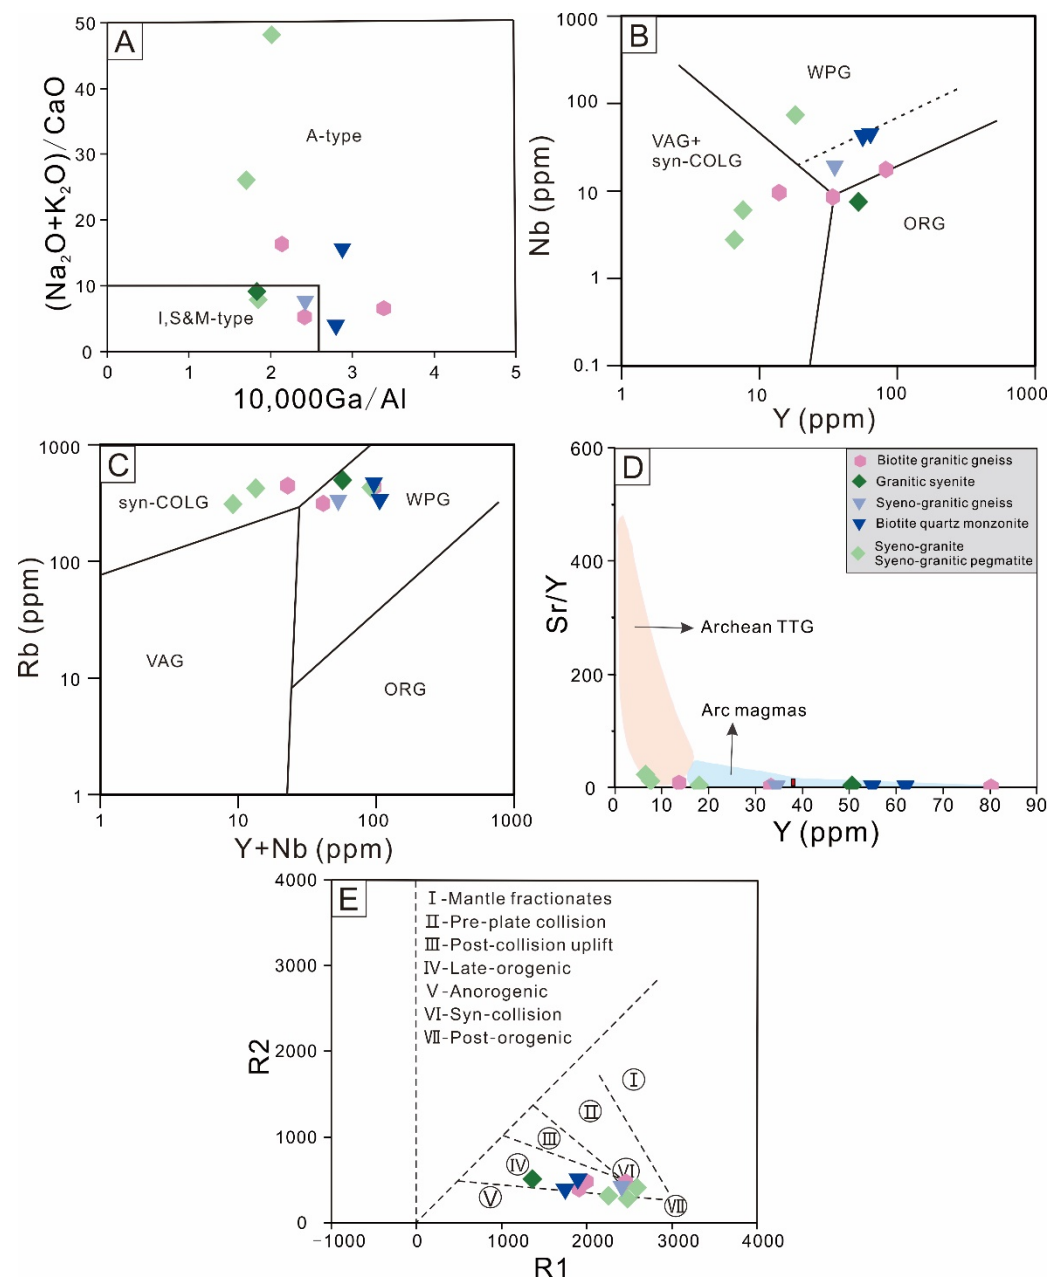 A
50
40
30
20
10
0
(Na₂O+K₂O)/CaO
A-type
I,S&M-type
0 1 2 3 4 5
10,000Ga/Al
B
1000
100
10
1
0.1
Nb (ppm)
WPG
VAG+
syn-COLG
ORG
1 10 100 1000
Y (ppm)
C
1000
100
10
1
Rb (ppm)
syn-COLG
WPG
VAG
ORG
1 10 100 1000
Y+Nb (ppm)
D
600
400
200
0
Sr/Y
Biotite granitic gneiss
Granitic syenite
Syeno-granitic gneiss
Biotite quartz monzonite
Syeno-granite
Syeno-granitic pegmatite
Archean TTG
Arc magmas
0 10 20 30 40 50 60 70 80 90
Y (ppm)
E
4000
3000
2000
1000
0
R2
Ⅰ-Mantle fractionates
Ⅱ-Pre-plate collision
Ⅲ-Post-collision uplift
Ⅳ-Late-orogenic
Ⅴ-Anorogenic
Ⅵ-Syn-collision
Ⅶ-Post-orogenic
Ⅰ
Ⅱ
Ⅲ
Ⅳ
Ⅵ
Ⅴ
Ⅶ
−1000 0 1000 2000 3000 4000
R1